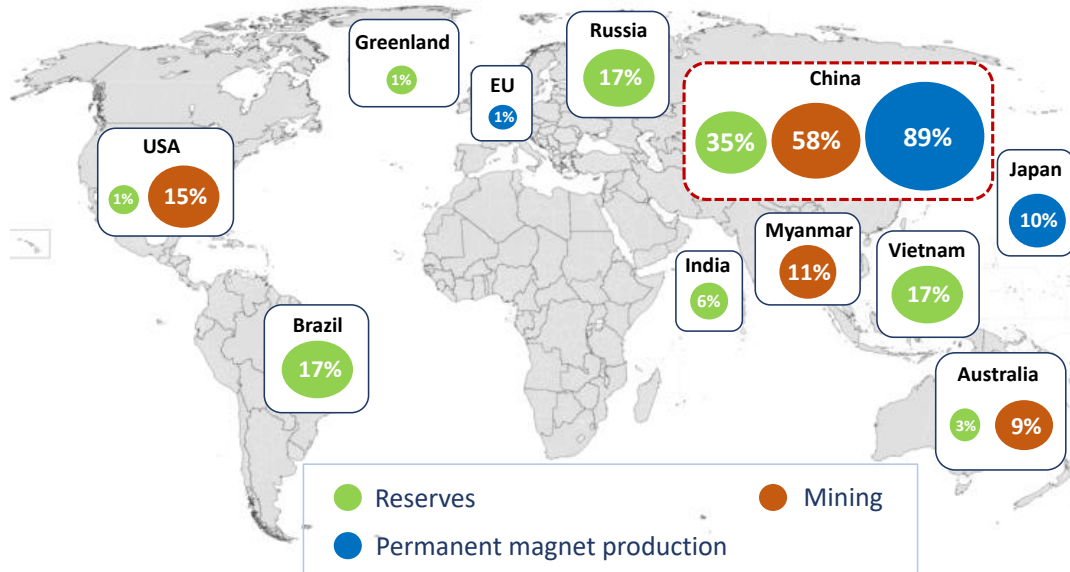 Greenland
1%
EU
1%
Russia
17%
China
35% 58% 89%
USA
1% 15%
Japan
10%
Myanmar
11%
India
6%
Vietnam
17%
Brazil
17%
Australia
3% 9%
Reserves
Mining
Permanent magnet production